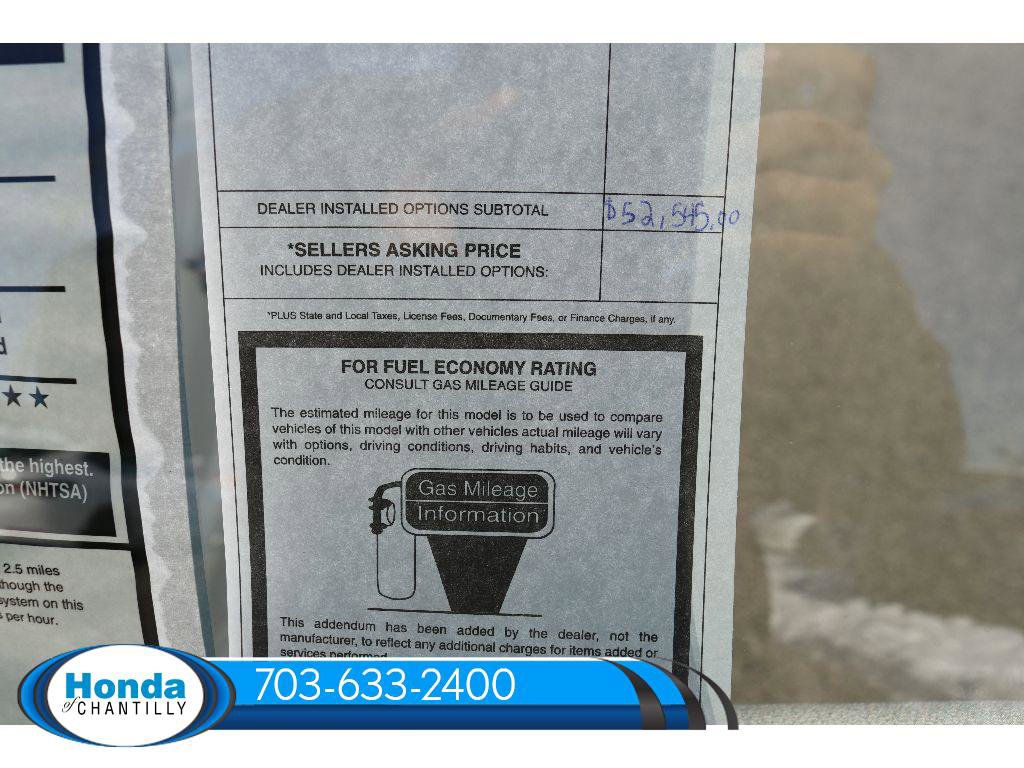 DEALER INSTALLED OPTIONS SUBTOTAL
$52,545.00
*SELLERS ASKING PRICE
INCLUDES DEALER INSTALLED OPTIONS:
*PLUS State and Local Taxes, License Fees, Documentary Fees, or Finance Charges, if any.
FOR FUEL ECONOMY RATING
CONSULT GAS MILEAGE GUIDE
The estimated mileage for this model is to be used to compare
vehicles of this model with other vehicles actual mileage will vary
with options, driving conditions, driving habits, and vehicle's
condition.
Gas Mileage
Information
This addendum has been added by the dealer, not the
manufacturer, to reflect any additional charges for items added or
services performed
d
★★
the highest.
on (NHTSA)
2.5 miles
though the
system on this
s per hour.
Honda
of CHANTILLY
703-633-2400